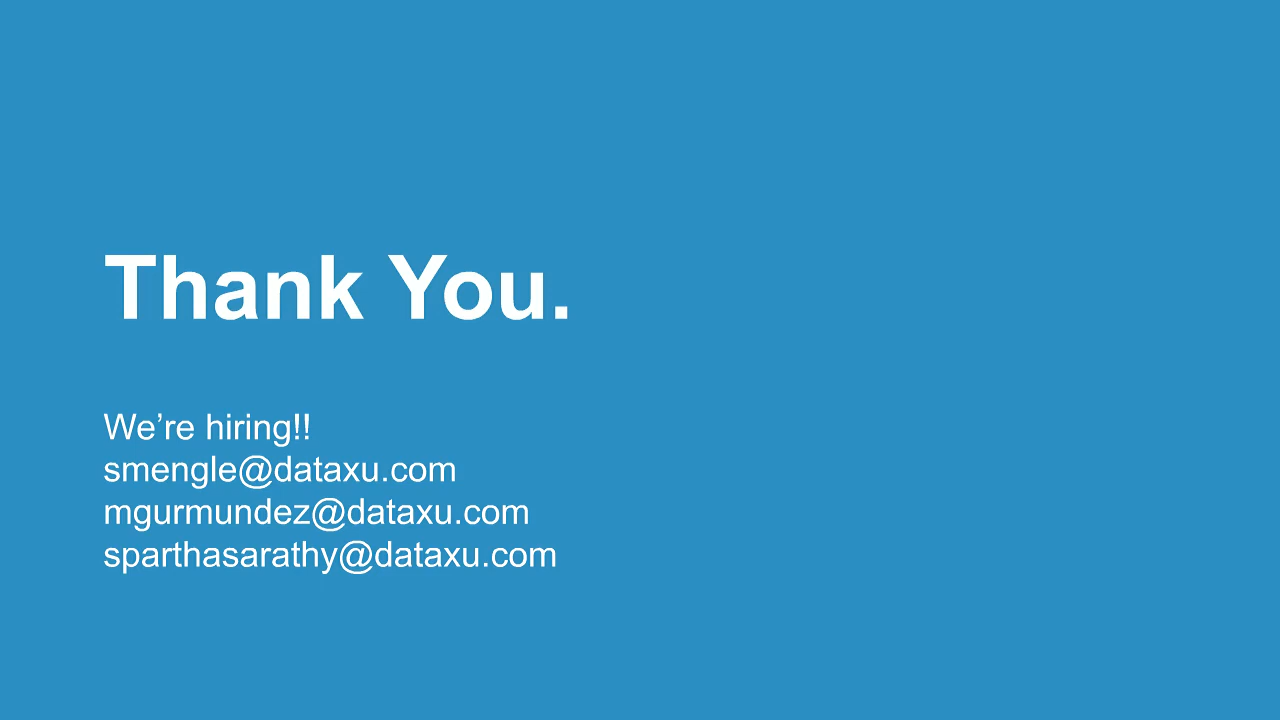 Thank You.
We’re hiring!!
smengle@dataxu.com
mgurmundez@dataxu.com
sparthasarathy@dataxu.com